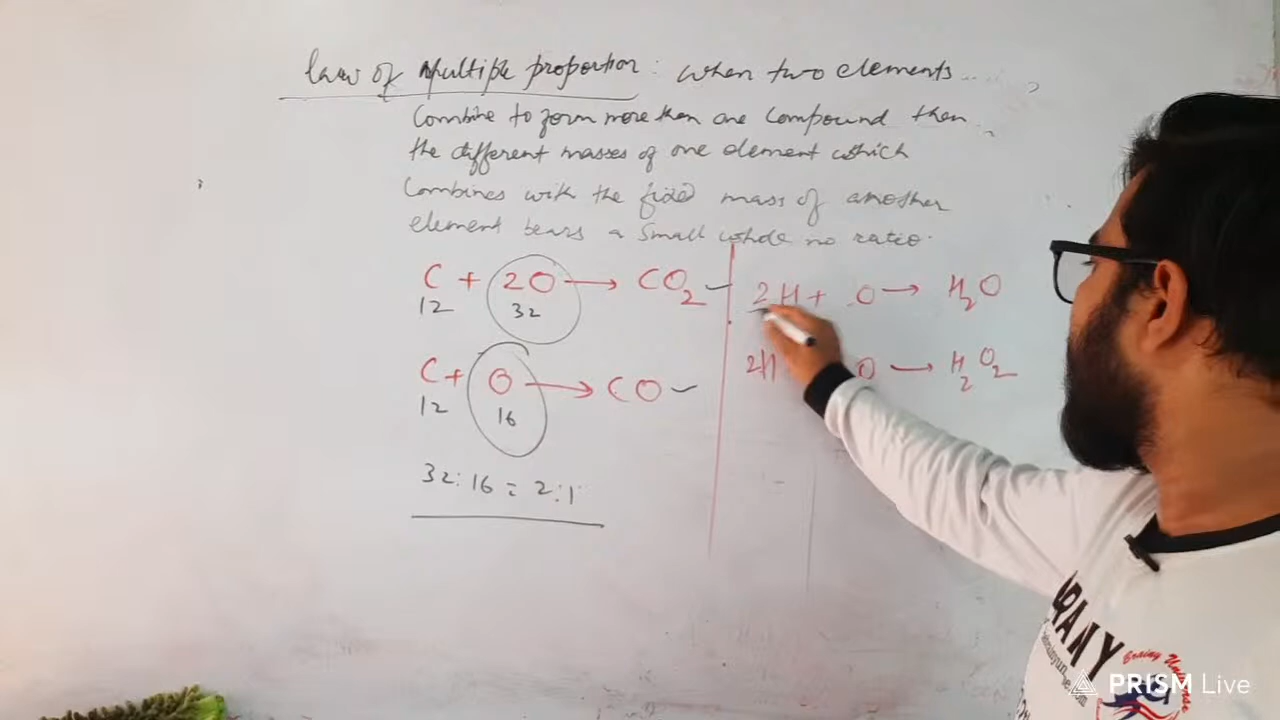 law of Multiple proportion: when two elements
Combine to form more than one compound then
the different masses of one element which
Combines with the fixed mass of another
element bears a small whole no ratio.
C + 2O → CO2
12 32
C + O → CO
12 16
32:16 = 2:1
2H + O → H2O
2H O → H2O2
PRISM Live